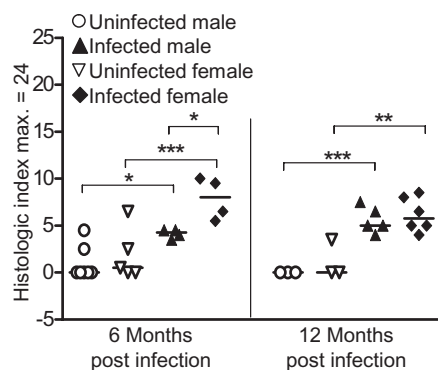 Histologic index max. = 24
25
20
15
10
5
0
-5
Uninfected male
Infected male
Uninfected female
Infected female
*
***
*
**
***
6 Months
post infection
12 Months
post infection